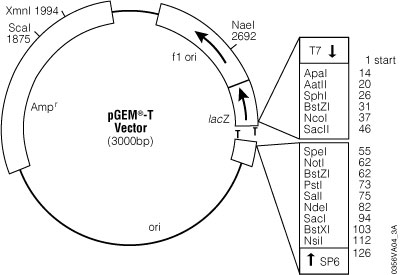 XmnI 1994
ScaI
1875
NaeI
2692
f1 ori
Ampʳ
pGEM®-T
Vector
(3000bp)
lacZ
T
T
ori
T7 ↓
1 start
ApaI 14
AatII 20
SphI 26
BstZI 31
NcoI 37
SacII 46
SpeI 55
NotI 62
BstZI 62
PstI 73
SalI 75
NdeI 82
SacI 94
BstXI 103
NsiI 112
↑ SP6 126
0356VA04_3A